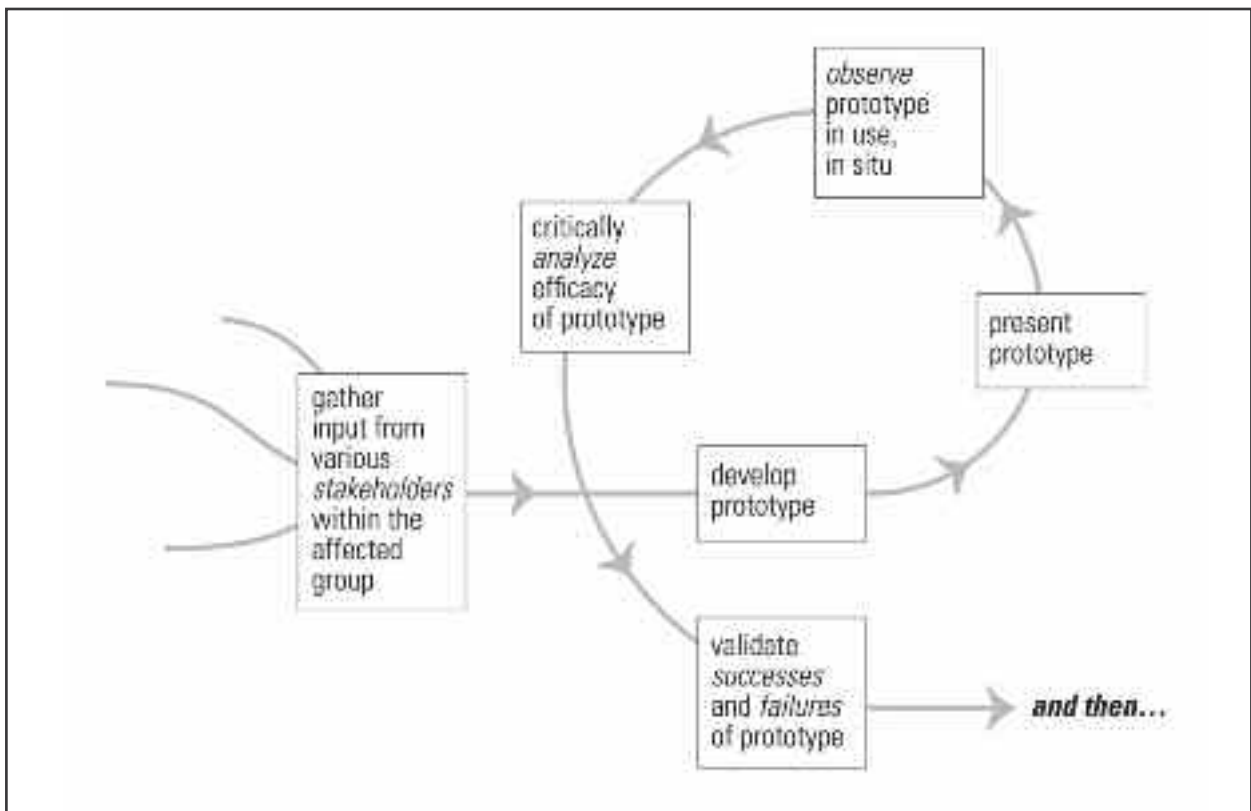 gather
input from
various
stakeholders
within the
affected
group
develop
prototype
present
prototype
observe
prototype
in use,
in situ
critically
analyze
efficacy
of prototype
validate
successes
and failures
of prototype
and then...